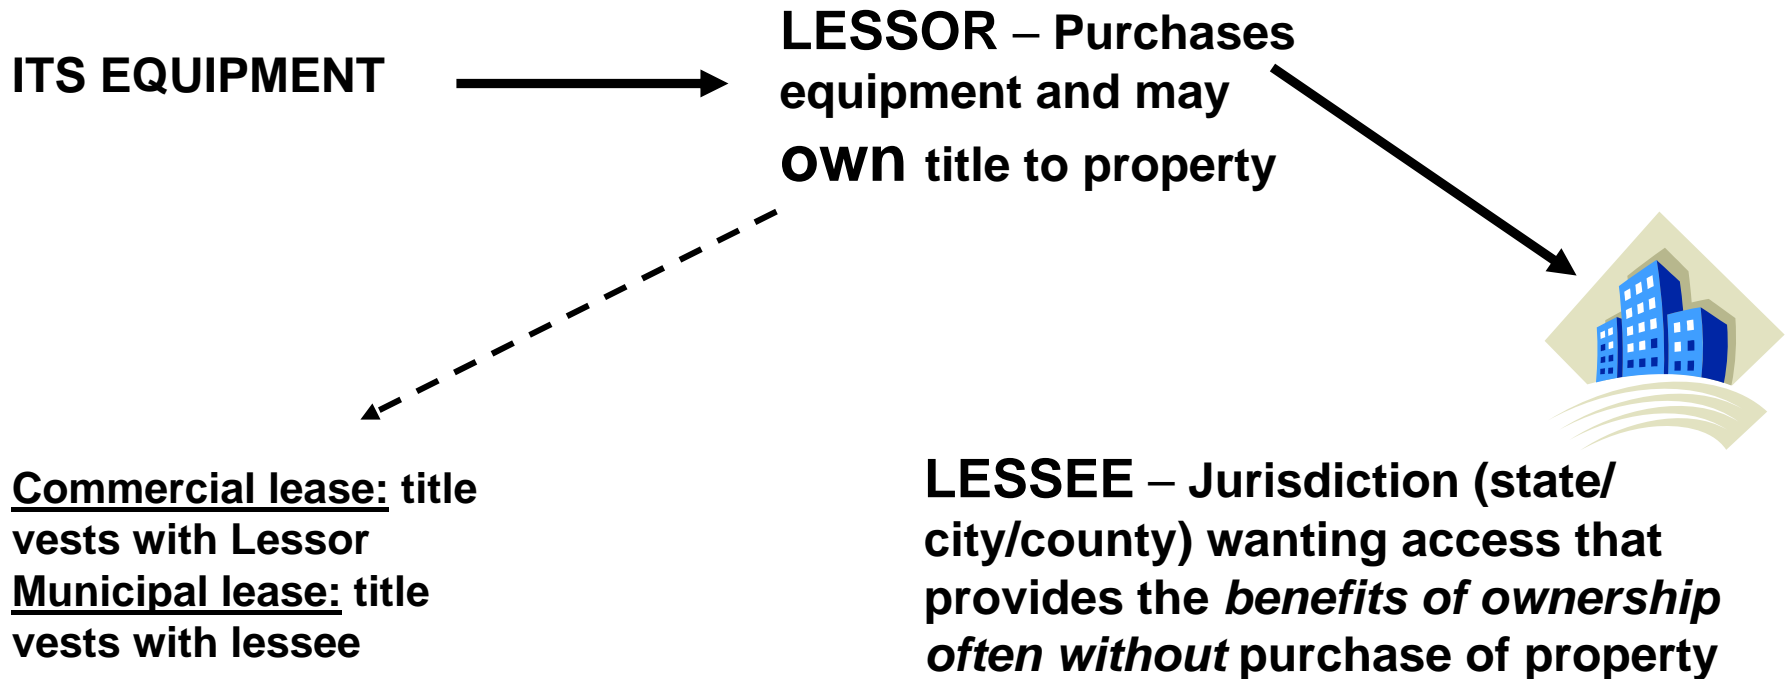 ITS EQUIPMENT
LESSOR – Purchases
equipment and may
own title to property
Commercial lease: title
vests with Lessor
Municipal lease: title
vests with lessee
LESSEE – Jurisdiction (state/
city/county) wanting access that
provides the benefits of ownership
often without purchase of property